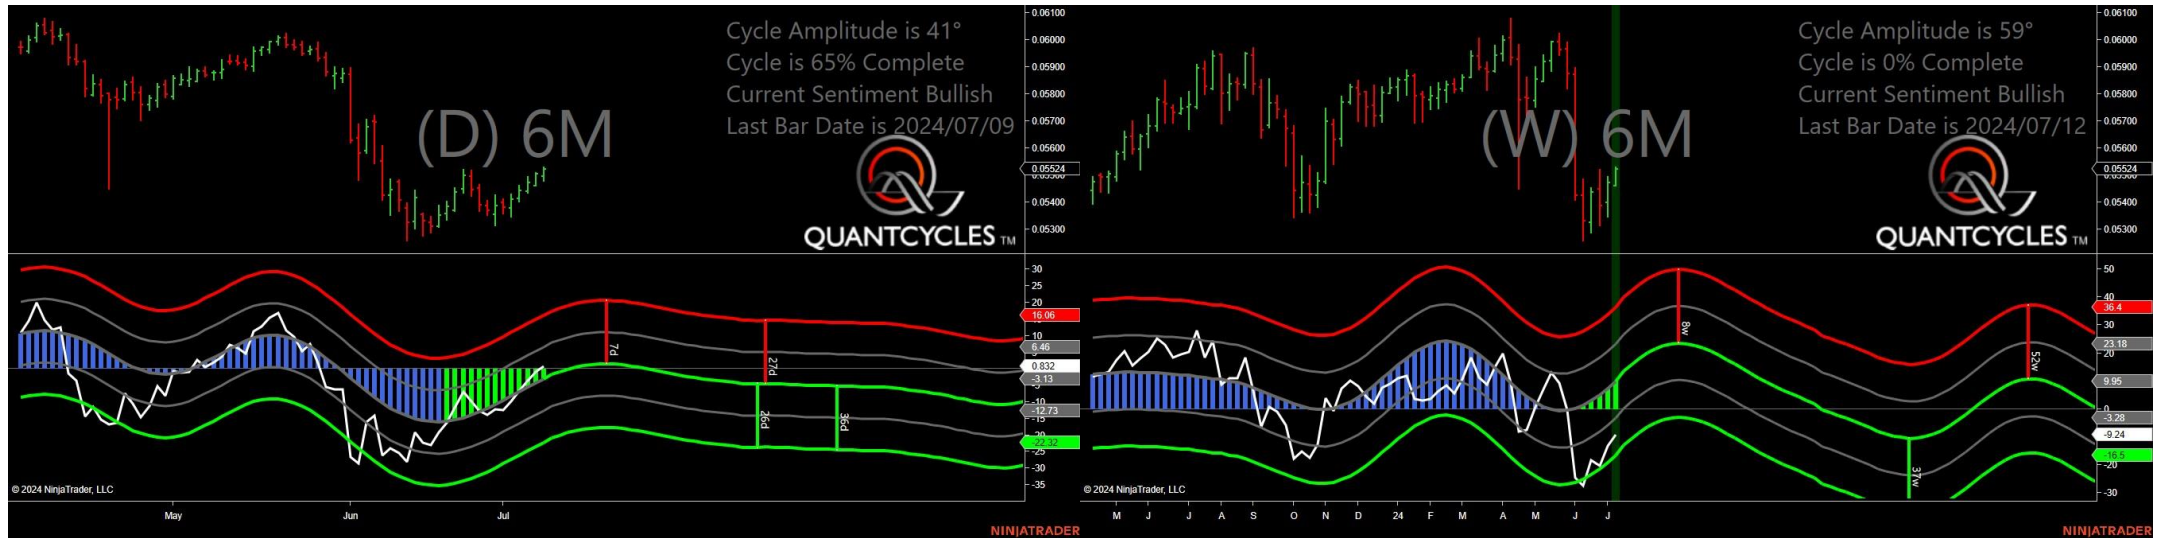 Cycle Amplitude is 41°
Cycle is 65% Complete
Current Sentiment Bullish
Last Bar Date is 2024/07/09
(D) 6M
QUANTCYCLES TM
0.06100
0.06000
0.05900
0.05800
0.05700
0.05600
0.05524
0.05400
0.05300
30
25
20
16.06
10
6.46
0.832
-3.13
-10
-12.73
-22.32
-25
-30
-35
7d
27d
26d
36d
© 2024 NinjaTrader, LLC
May
Jun
Jul
NINJATRADER
Cycle Amplitude is 59°
Cycle is 0% Complete
Current Sentiment Bullish
Last Bar Date is 2024/07/12
(W) 6M
QUANTCYCLES TM
0.06100
0.06000
0.05900
0.05800
0.05700
0.05600
0.05524
0.05400
0.05300
50
40
36.4
30
23.18
20
9.95
0
-3.28
-9.24
-16.5
-20
-30
8w
52w
37w
© 2024 NinjaTrader, LLC
M J J A S O N D 24 F M A M J J
NINJATRADER